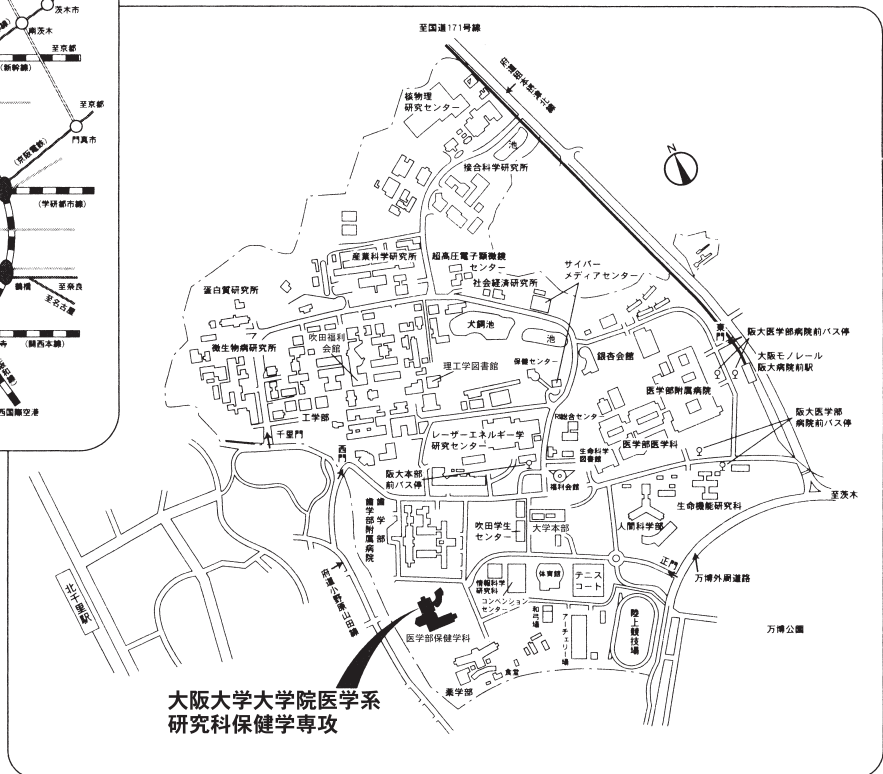 茨木市
南茨木
至京都
(新幹線)
至京都
門真市
(京阪電鉄)
(学研都市線)
鶴橋
至奈良
至名古屋
寺
(関西本線)
西国際空港
至国道171号線
核物理
研究センター
N
池
接合科学研究所
産業科学研究所
超高圧電子顕微鏡
センター
サイバー
メディアセンター
社会経済研究所
蛋白質研究所
犬飼池
池
東門
阪大医学部病院前バス停
吹田福利
会館
微生物病研究所
大阪モノレール
阪大病院前駅
理工学図書館
保健センター
銀杏会館
医学部附属病院
工学部
RI総合センター
阪大医学部
病院前バス停
千里門
レーザーエネルギー学
研究センター
医学部医学科
西門
生命科学
図書館
阪大本部
前バス停
福利会館
至茨木
生命機能研究科
歯学部
歯学部附属病院
吹田学生
センター
大学本部
人間科学部
正門
万博外周道路
府道小野原山田線
情報科学
研究科
体育館
テニス
コート
コンベンション
センター
北千里駅
和弓場
アーチェリー場
陸上競技場
万博公園
医学部保健学科
食堂
薬学部
大阪大学大学院医学系
研究科保健学専攻